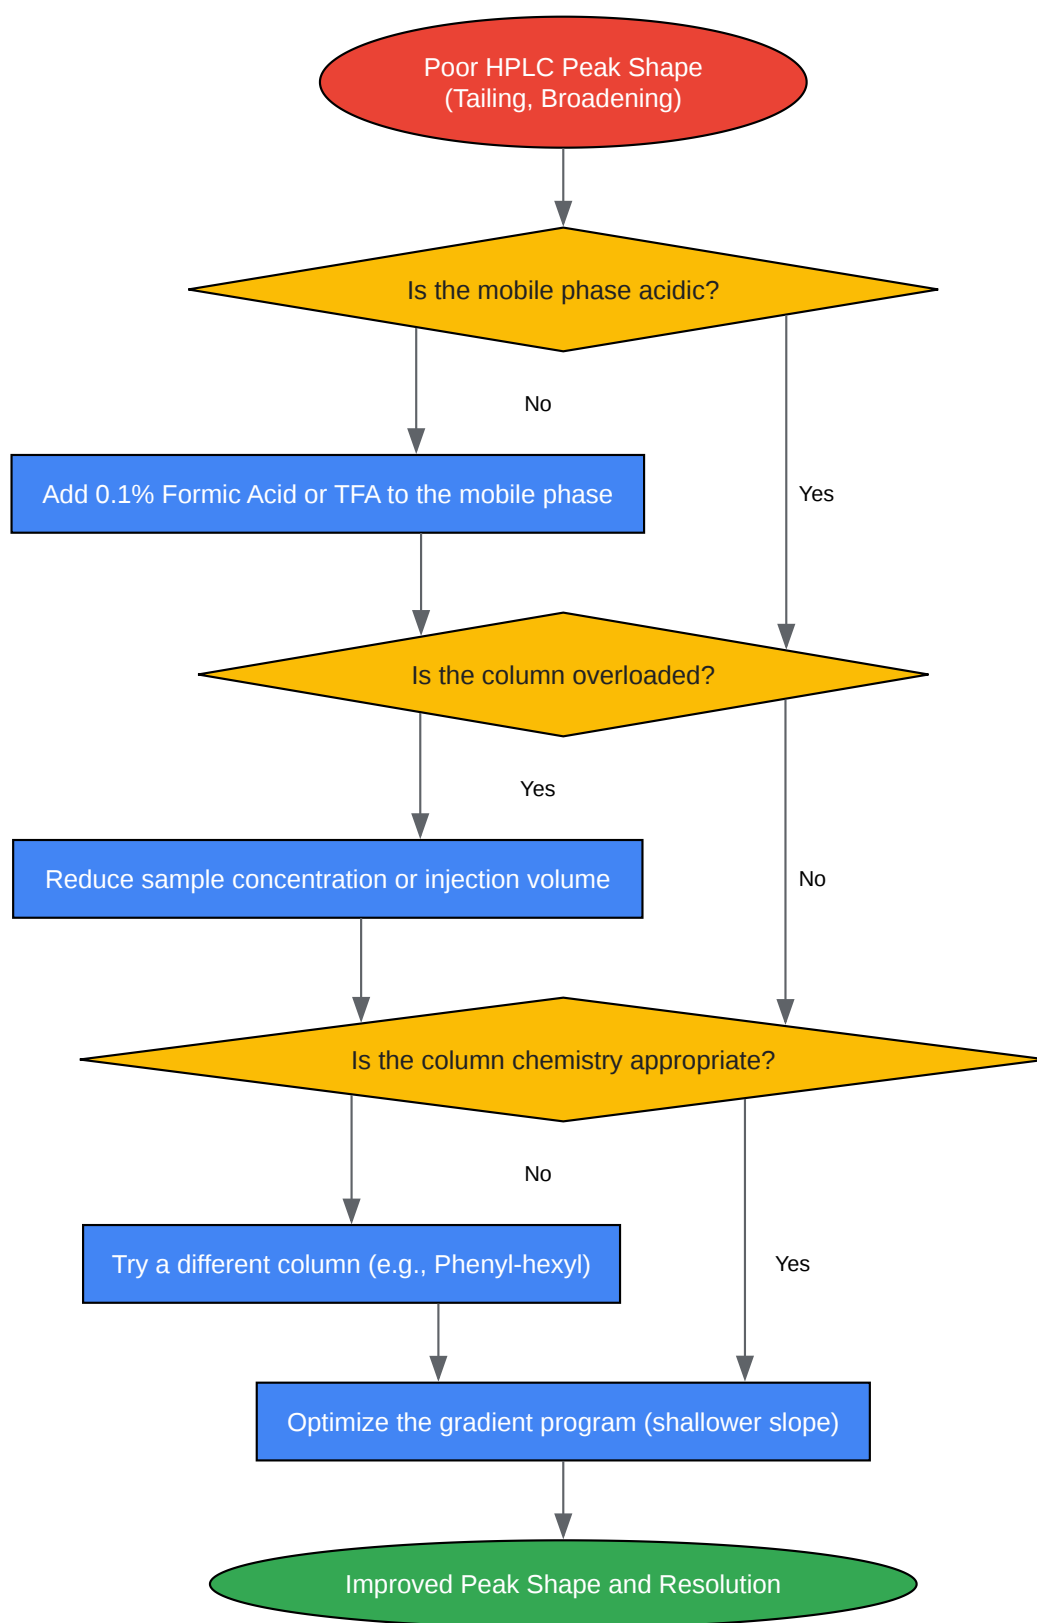 Poor HPLC Peak Shape
(Tailing, Broadening)
Is the mobile phase acidic?
No
Add 0.1% Formic Acid or TFA to the mobile phase
Yes
Is the column overloaded?
Yes
Reduce sample concentration or injection volume
No
Is the column chemistry appropriate?
No
Try a different column (e.g., Phenyl-hexyl)
Yes
Optimize the gradient program (shallower slope)
Improved Peak Shape and Resolution